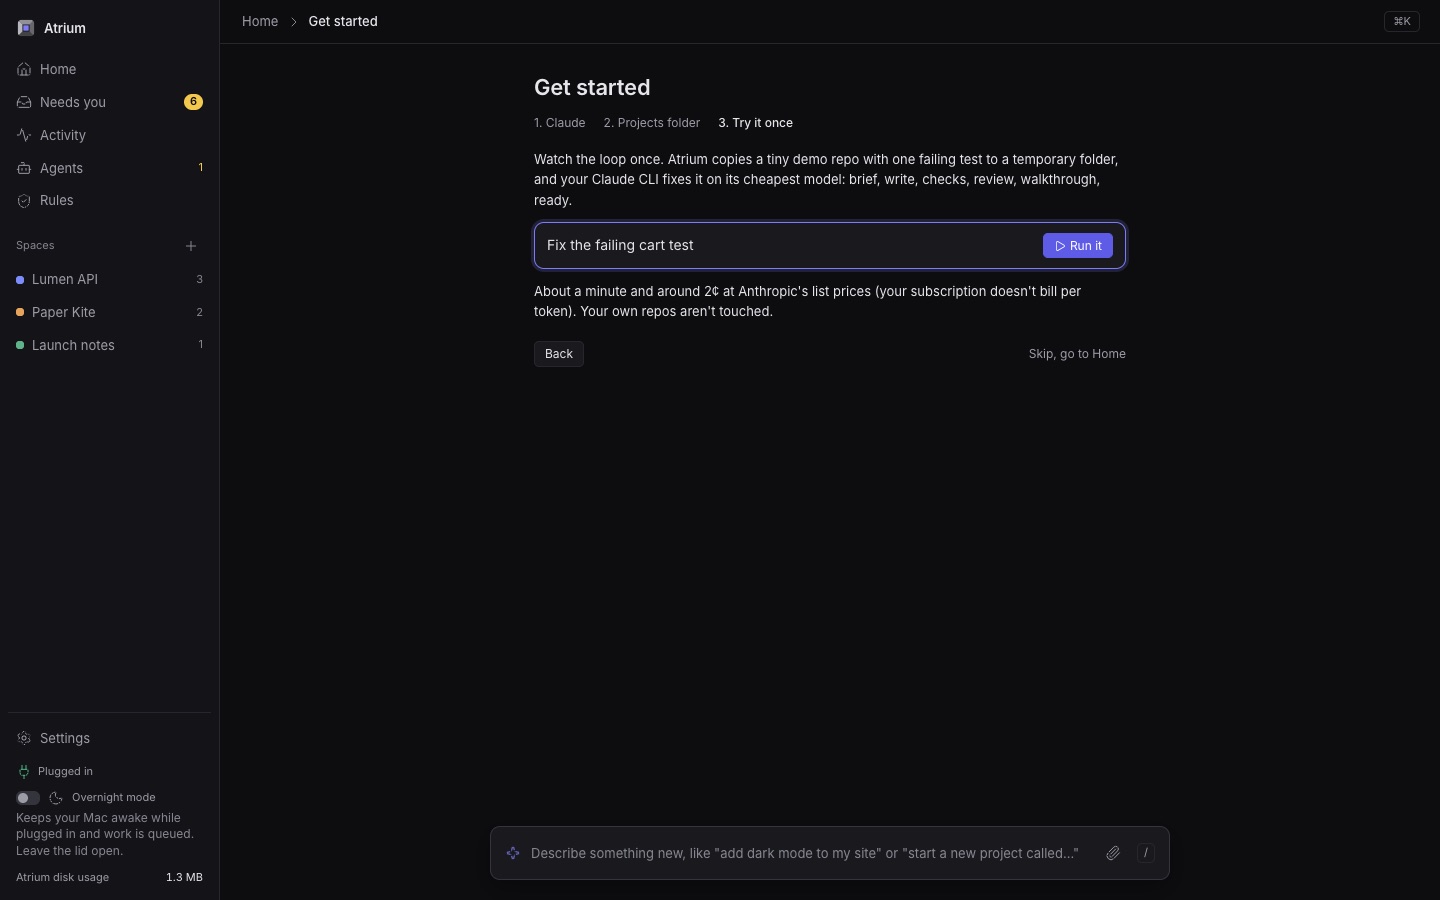 Atrium
Home
Needs you 6
Activity
Agents 1
Rules
Spaces
Lumen API 3
Paper Kite 2
Launch notes 1
Settings
Plugged in
Overnight mode
Keeps your Mac awake while
plugged in and work is queued.
Leave the lid open.
Atrium disk usage 1.3 MB
Home Get started
⌘K
Get started
1. Claude 2. Projects folder 3. Try it once
Watch the loop once. Atrium copies a tiny demo repo with one failing test to a temporary folder,
and your Claude CLI fixes it on its cheapest model: brief, write, checks, review, walkthrough,
ready.
Fix the failing cart test Run it
About a minute and around 2¢ at Anthropic's list prices (your subscription doesn't bill per
token). Your own repos aren't touched.
Back Skip, go to Home
Describe something new, like "add dark mode to my site" or "start a new project called..." /